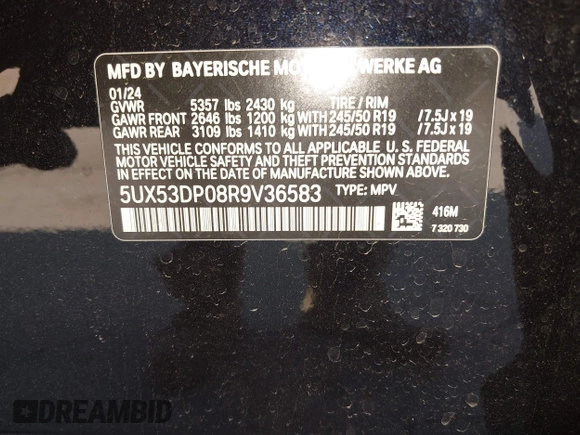 MFD BY BAYERISCHE MOTOREN WERKE AG
01/24
GVWR 5357 lbs 2430 kg TIRE / RIM
GAWR FRONT 2646 lbs 1200 kg WITH 245/50 R19 /7.5J x 19
GAWR REAR 3109 lbs 1410 kg WITH 245/50 R19 /7.5J x 19
THIS VEHICLE CONFORMS TO ALL APPLICABLE U. S. FEDERAL
MOTOR VEHICLE SAFETY AND THEFT PREVENTION STANDARDS
IN EFFECT ON THE DATE OF MANUFACTURE SHOWN ABOVE.
5UX53DP08R9V36583 TYPE: MPV
416M
7 320 730
DREAMBID